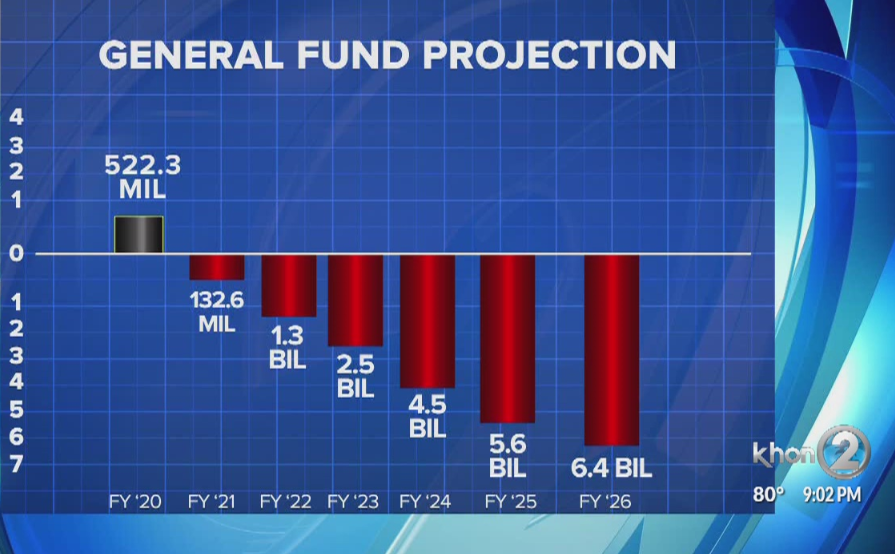 GENERAL FUND PROJECTION
4
3
2
1
0
1
2
3
4
5
6
7
522.3
MIL
132.6
MIL
1.3
BIL
2.5
BIL
4.5
BIL
5.6
BIL
6.4 BIL
FY ‘20 FY ‘21 FY ‘22 FY ‘23 FY ‘24 FY ‘25 FY ‘26
khon 2
80° 9:02 PM